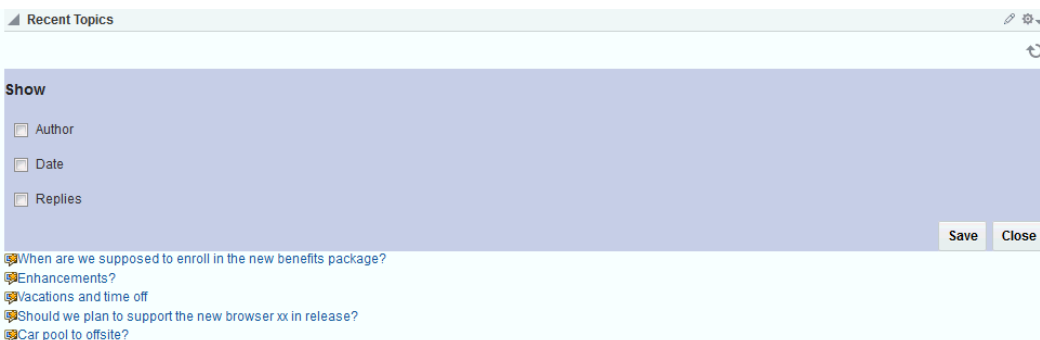 Recent Topics
Show
Author
Date
Replies
Save Close
When are we supposed to enroll in the new benefits package?
Enhancements?
Vacations and time off
Should we plan to support the new browser xx in release?
Car pool to offsite?